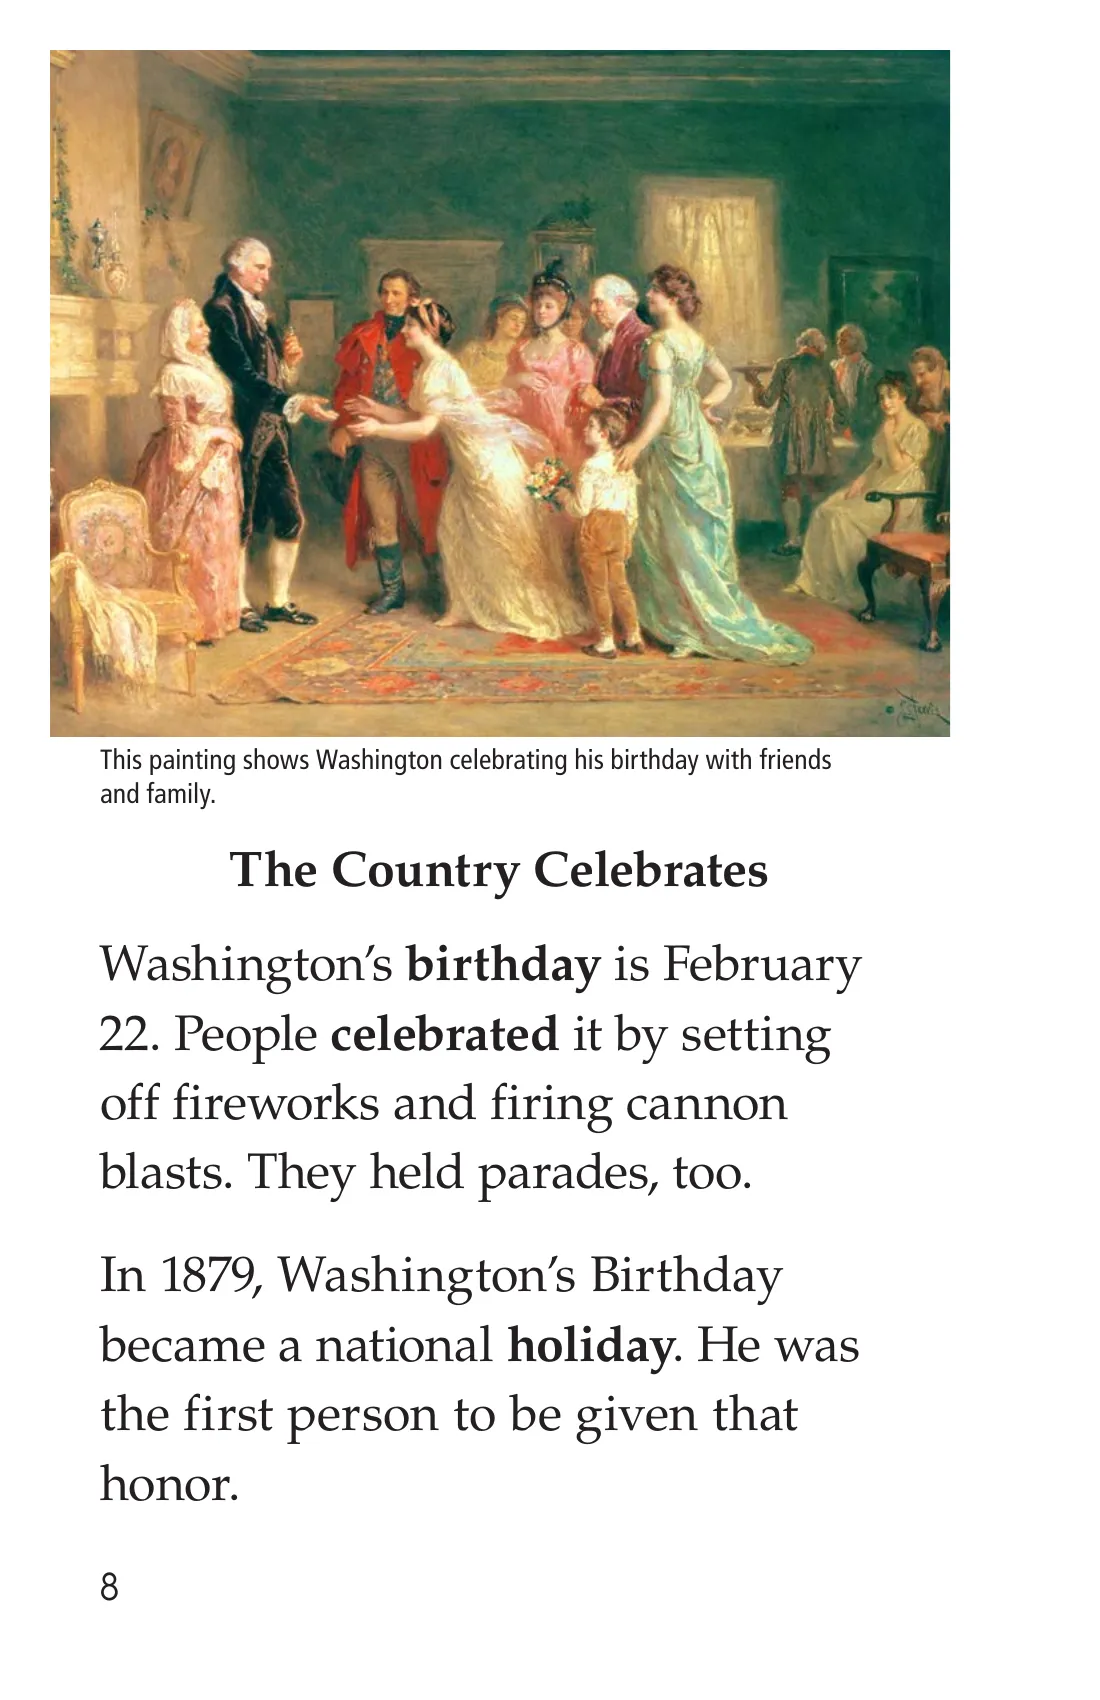 This painting shows Washington celebrating his birthday with friends
and family.
The Country Celebrates
Washington’s birthday is February
22. People celebrated it by setting
off fireworks and firing cannon
blasts. They held parades, too.
In 1879, Washington’s Birthday
became a national holiday. He was
the first person to be given that
honor.
8